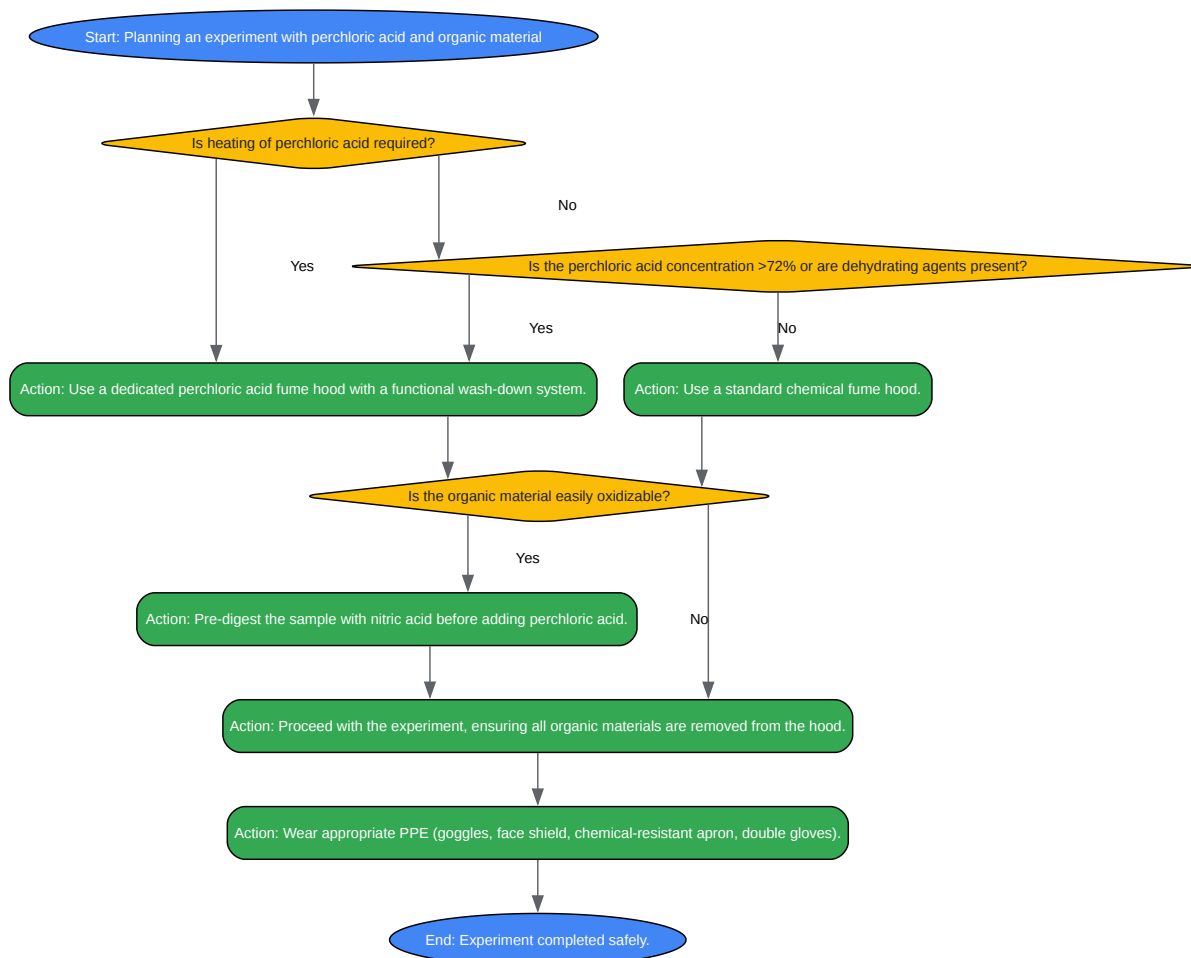 Start: Planning an experiment with perchloric acid and organic material
Is heating of perchloric acid required?
No
Yes
Is the perchloric acid concentration >72% or are dehydrating agents present?
Yes
No
Action: Use a dedicated perchloric acid fume hood with a functional wash-down system.
Action: Use a standard chemical fume hood.
Is the organic material easily oxidizable?
Yes
Action: Pre-digest the sample with nitric acid before adding perchloric acid.
No
Action: Proceed with the experiment, ensuring all organic materials are removed from the hood.
Action: Wear appropriate PPE (goggles, face shield, chemical-resistant apron, double gloves).
End: Experiment completed safely.